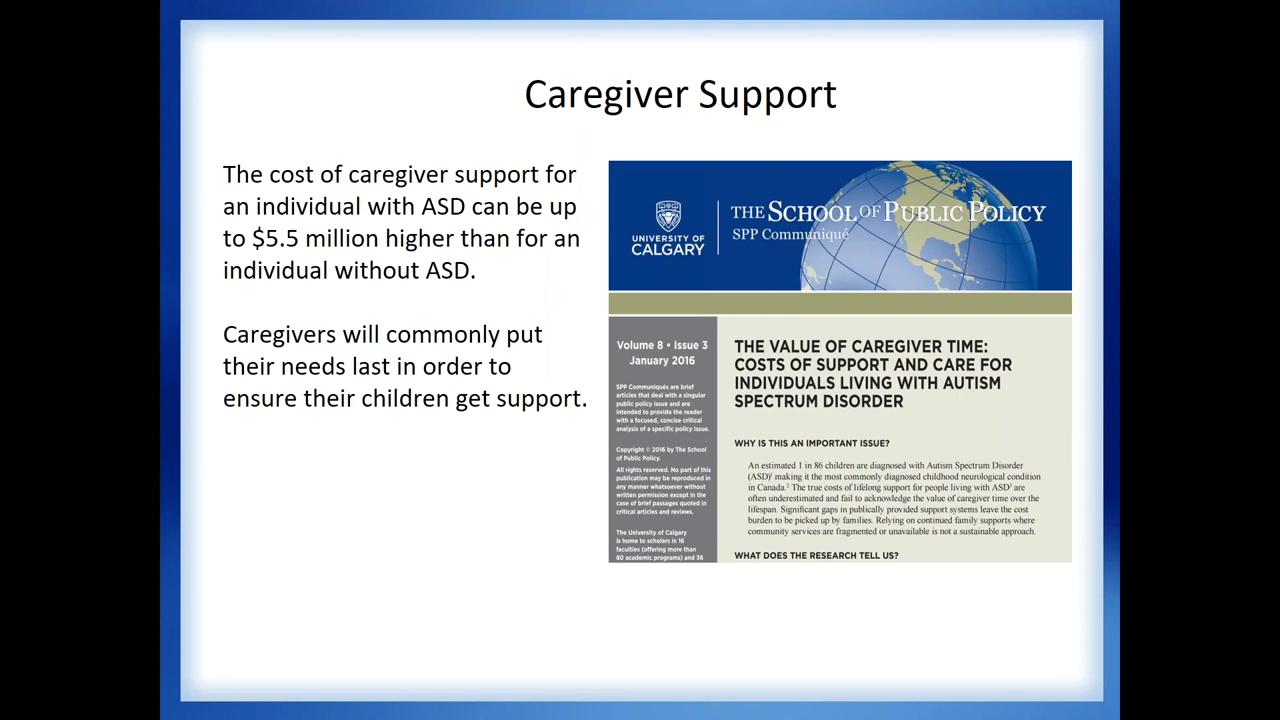 Caregiver Support
The cost of caregiver support for
an individual with ASD can be up
to $5.5 million higher than for an
individual without ASD.
Caregivers will commonly put
their needs last in order to
ensure their children get support.
UNIVERSITY OF
CALGARY
THE SCHOOL OF PUBLIC POLICY
SPP Communiqué
Volume 8 • Issue 3
January 2016
SPP Communiqués are brief
articles that deal with a singular
public policy issue and are
intended to provide the reader
with a focused, concise critical
analysis of a specific policy issue.
Copyright © 2016 by The School
of Public Policy.
All rights reserved. No part of this
publication may be reproduced in
any manner whatsoever without
written permission except in the
case of brief passages quoted in
critical articles and reviews.
The University of Calgary
is home to scholars in 16
faculties (offering more than
80 academic programs) and 36
THE VALUE OF CAREGIVER TIME:
COSTS OF SUPPORT AND CARE FOR
INDIVIDUALS LIVING WITH AUTISM
SPECTRUM DISORDER
WHY IS THIS AN IMPORTANT ISSUE?
An estimated 1 in 86 children are diagnosed with Autism Spectrum Disorder
(ASD)¹ making it the most commonly diagnosed childhood neurological condition
in Canada.² The true costs of lifelong support for people living with ASD³ are
often underestimated and fail to acknowledge the value of caregiver time over the
lifespan. Significant gaps in publically provided support systems leave the cost
burden to be picked up by families. Relying on continued family supports where
community services are fragmented or unavailable is not a sustainable approach.
WHAT DOES THE RESEARCH TELL US?